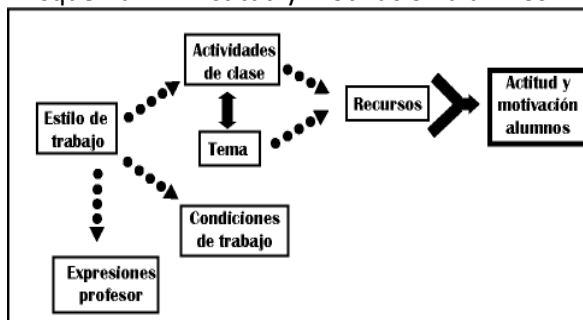 Actividades
de clase
Estilo de
trabajo
Tema
Recursos
Actitud y
motivación
alumnos
Condiciones
de trabajo
Expresiones
profesor